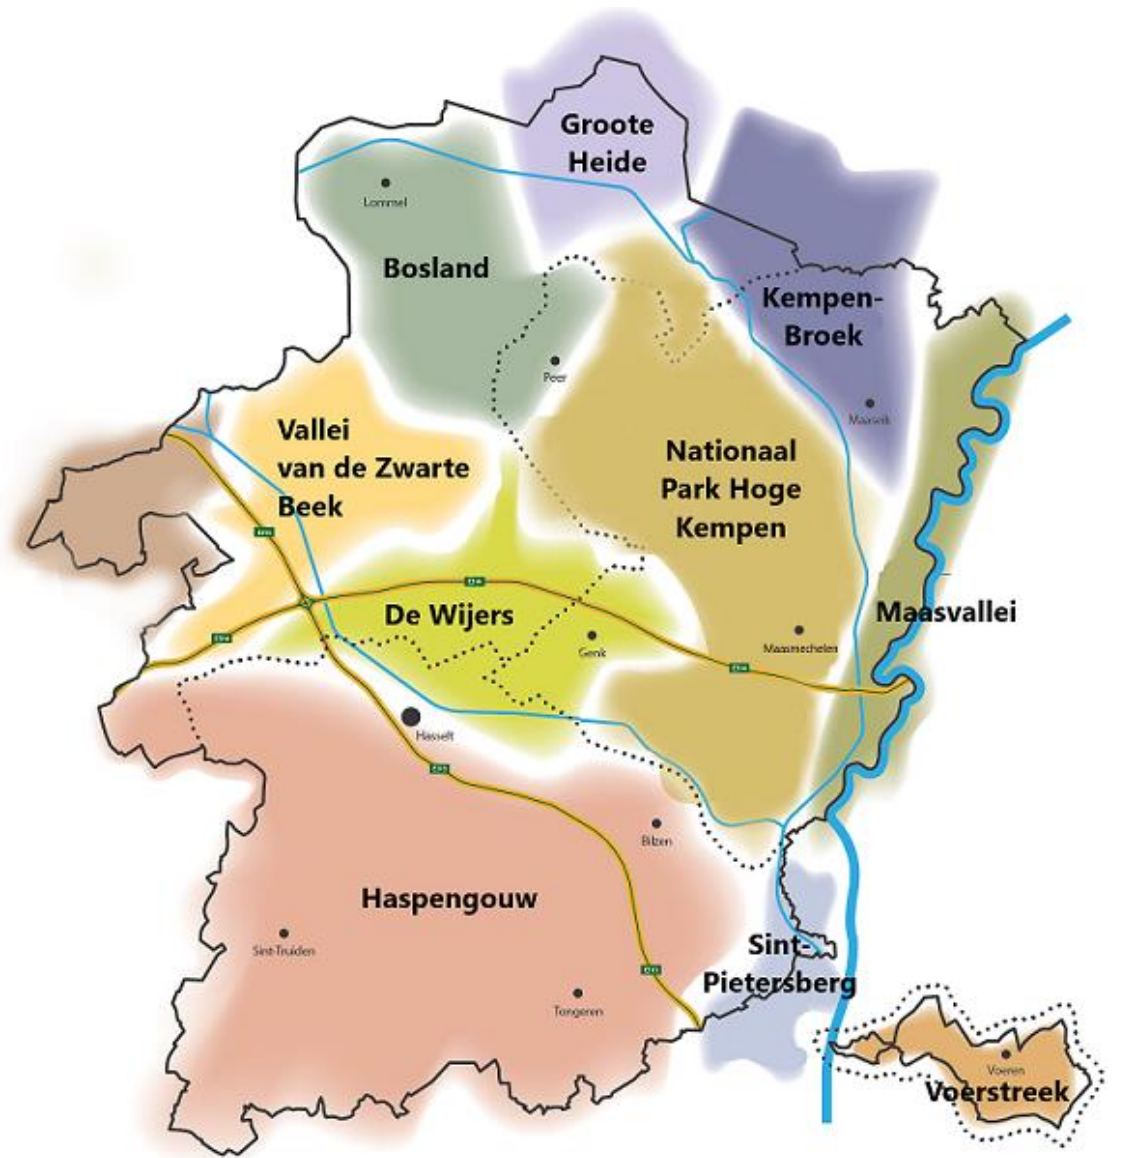 Groote
Heide
Lommel
Bosland
Kempen-
Broek
Peer
Maaseik
Vallei
van de Zwarte
Beek
Nationaal
Park Hoge
Kempen
De Wijers
Maasvallei
Genk
Maasmechelen
Hasselt
Bilzen
Haspengouw
Sint-Truiden
Sint-
Pietersberg
Tongeren
Voeren
Voerstreek